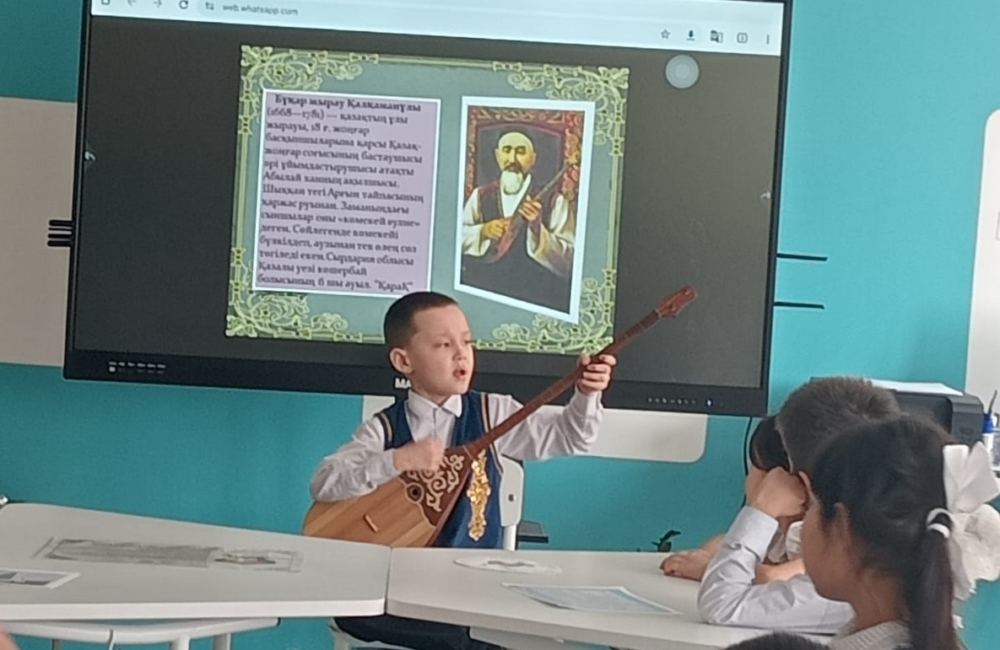 web.whatsapp.com
Бұқар жырау Қалқаманұлы
(1668—1781) — қазақтың ұлы
жырауы, 18 ғ. жоңғар
басқыншыларына қарсы Қазақ-
жоңғар соғысының бастаушысы
әрі ұйымдастырушысы атақты
Абылай ханның ақылшысы.
Шыққан тегі Арғын тайпасының
қаржас руынан. Заманындағы
сыншылар оны «көмекей әулие»
деген. Сөйлегенде көмекейі
бүлкілдеп, аузынан тек өлең сөз
төгіледі екен. Сырдария облысы
Қазалы уезі көшербай
болысының 6 шы ауыл. "Қарақ"